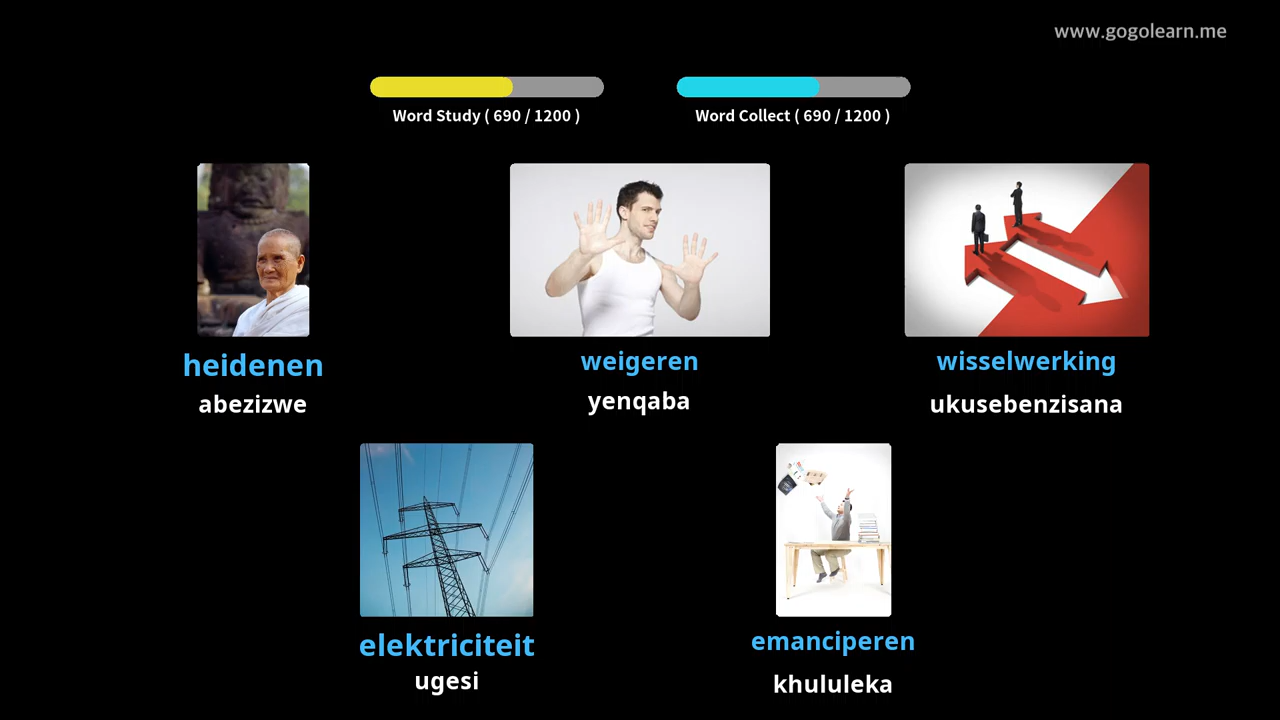 www.gogolearn.me
Word Study ( 690 / 1200 )
Word Collect ( 690 / 1200 )
heidenen
abezizwe
weigeren
yenqaba
wisselwerking
ukusebenzisana
elektriciteit
ugesi
emanciperen
khululeka